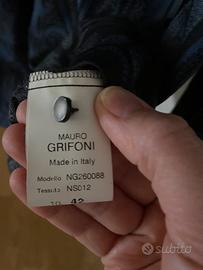 MAURO
GRIFONI
Made in Italy
Modello NG260088
Tessuto NS012
42
subito